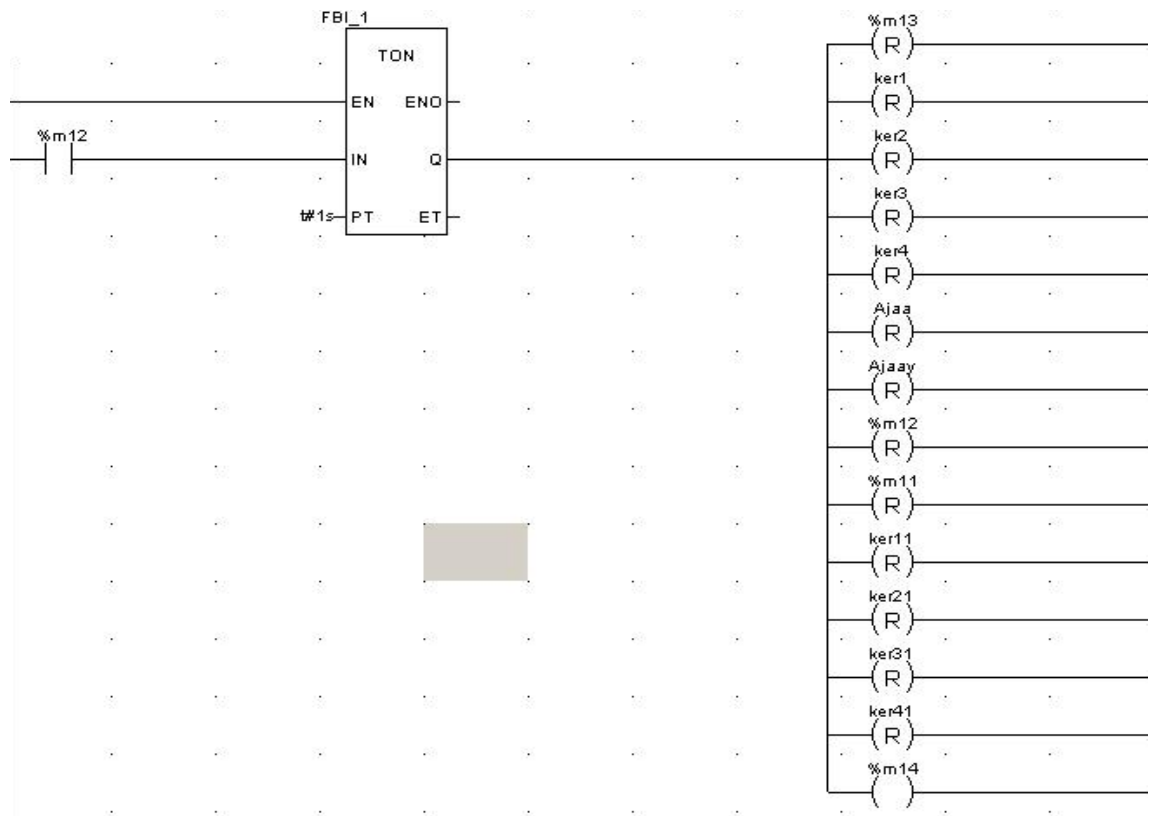 FBI_1
TON
EN ENO
%m12
IN Q
t#1s PT ET
%m13
R
ker1
R
ker2
R
ker3
R
ker4
R
Ajaa
R
Ajaay
R
%m12
R
%m11
R
ker11
R
ker21
R
ker31
R
ker41
R
%m14